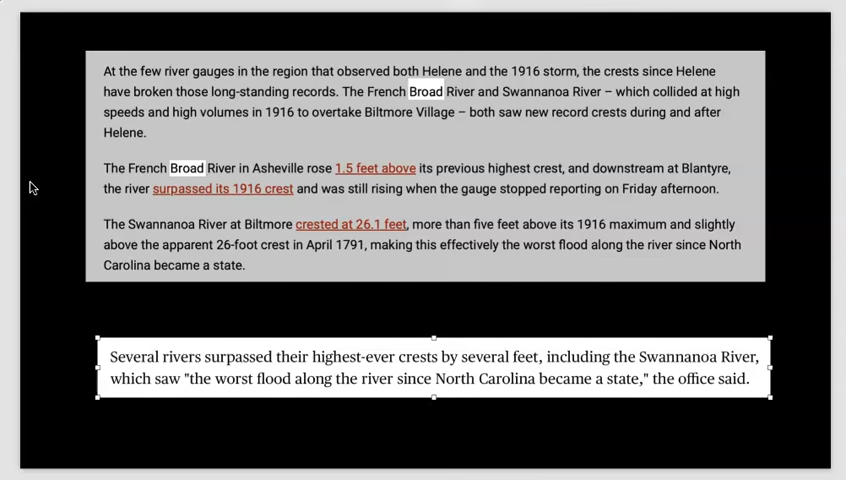 At the few river gauges in the region that observed both Helene and the 1916 storm, the crests since Helene
have broken those long-standing records. The French Broad River and Swannanoa River – which collided at high
speeds and high volumes in 1916 to overtake Biltmore Village – both saw new record crests during and after
Helene.
The French Broad River in Asheville rose 1.5 feet above its previous highest crest, and downstream at Blantyre,
the river surpassed its 1916 crest and was still rising when the gauge stopped reporting on Friday afternoon.
The Swannanoa River at Biltmore crested at 26.1 feet, more than five feet above its 1916 maximum and slightly
above the apparent 26-foot crest in April 1791, making this effectively the worst flood along the river since North
Carolina became a state.
Several rivers surpassed their highest-ever crests by several feet, including the Swannanoa River,
which saw "the worst flood along the river since North Carolina became a state," the office said.